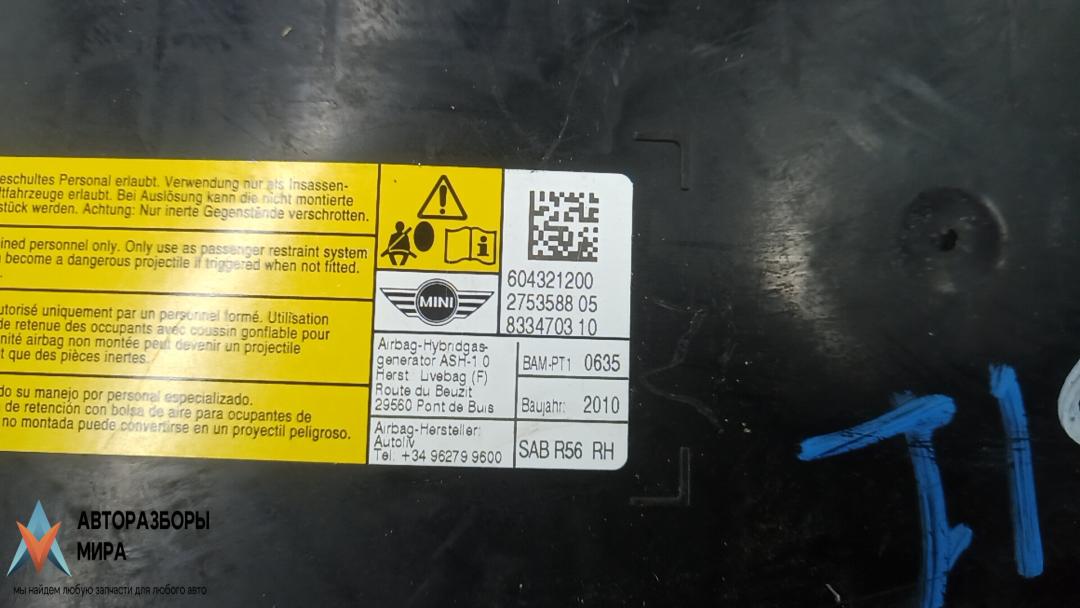 eschultes Personal erlaubt. Verwendung nur als Insassen-
tfahrzeuge erlaubt. Bei Auslösung kann die nicht montierte
stück werden. Achtung: Nur inerte Gegenstände verschrotten.
ined personnel only. Only use as passenger restraint system
n become a dangerous projectile if triggered when not fitted.
utorisé uniquement par un personnel formé. Utilisation
de retenue des occupants avec coussin gonflable pour
nité airbag non montée peut devenir un projectile
t que des pièces inertes.
do su manejo por personal especializado.
de retención con bolsa de aire para ocupantes de
no montada puede convertirse en un proyectil peligroso.
MINI
604321200
2753588 05
8334703 10
Airbag-Hybridgas-
generator ASH-1 0
Herst Livebag (F)
Route du Beuzit
29560 Pont de Buis
BAM-PT1 0635
Baujahr: 2010
Airbag-Hersteller:
Autoliv
Tel: +34 96279 9600
SAB R56 RH
АВТОРАЗБОРЫ
МИРА
мы найдем любую запчасти для любого авто